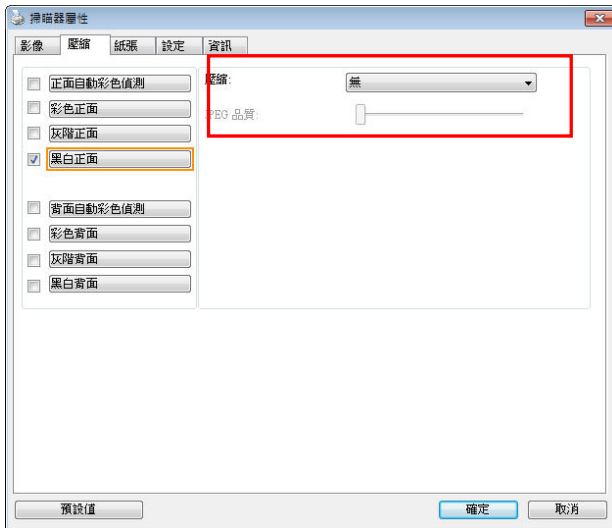 掃瞄器屬性
影像 壓縮 紙張 設定 資訊
正面自動彩色偵測
彩色正面
灰階正面
黑白正面
背面自動彩色偵測
彩色背面
灰階背面
黑白背面
壓縮: 無
JPEG 品質:
預設值 確定 取消